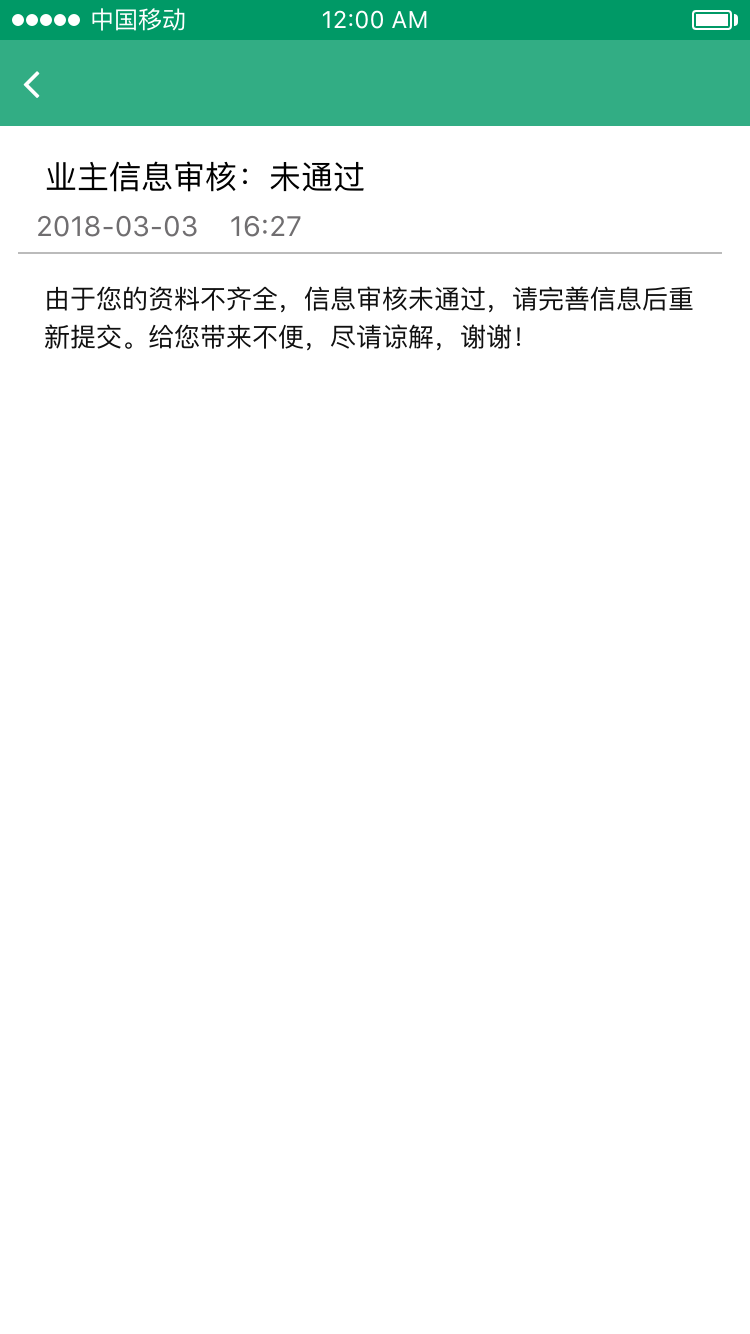 中国移动 12:00 AM
业主信息审核：未通过
2018-03-03 16:27
由于您的资料不齐全，信息审核未通过，请完善信息后重
新提交。给您带来不便，尽请谅解，谢谢！